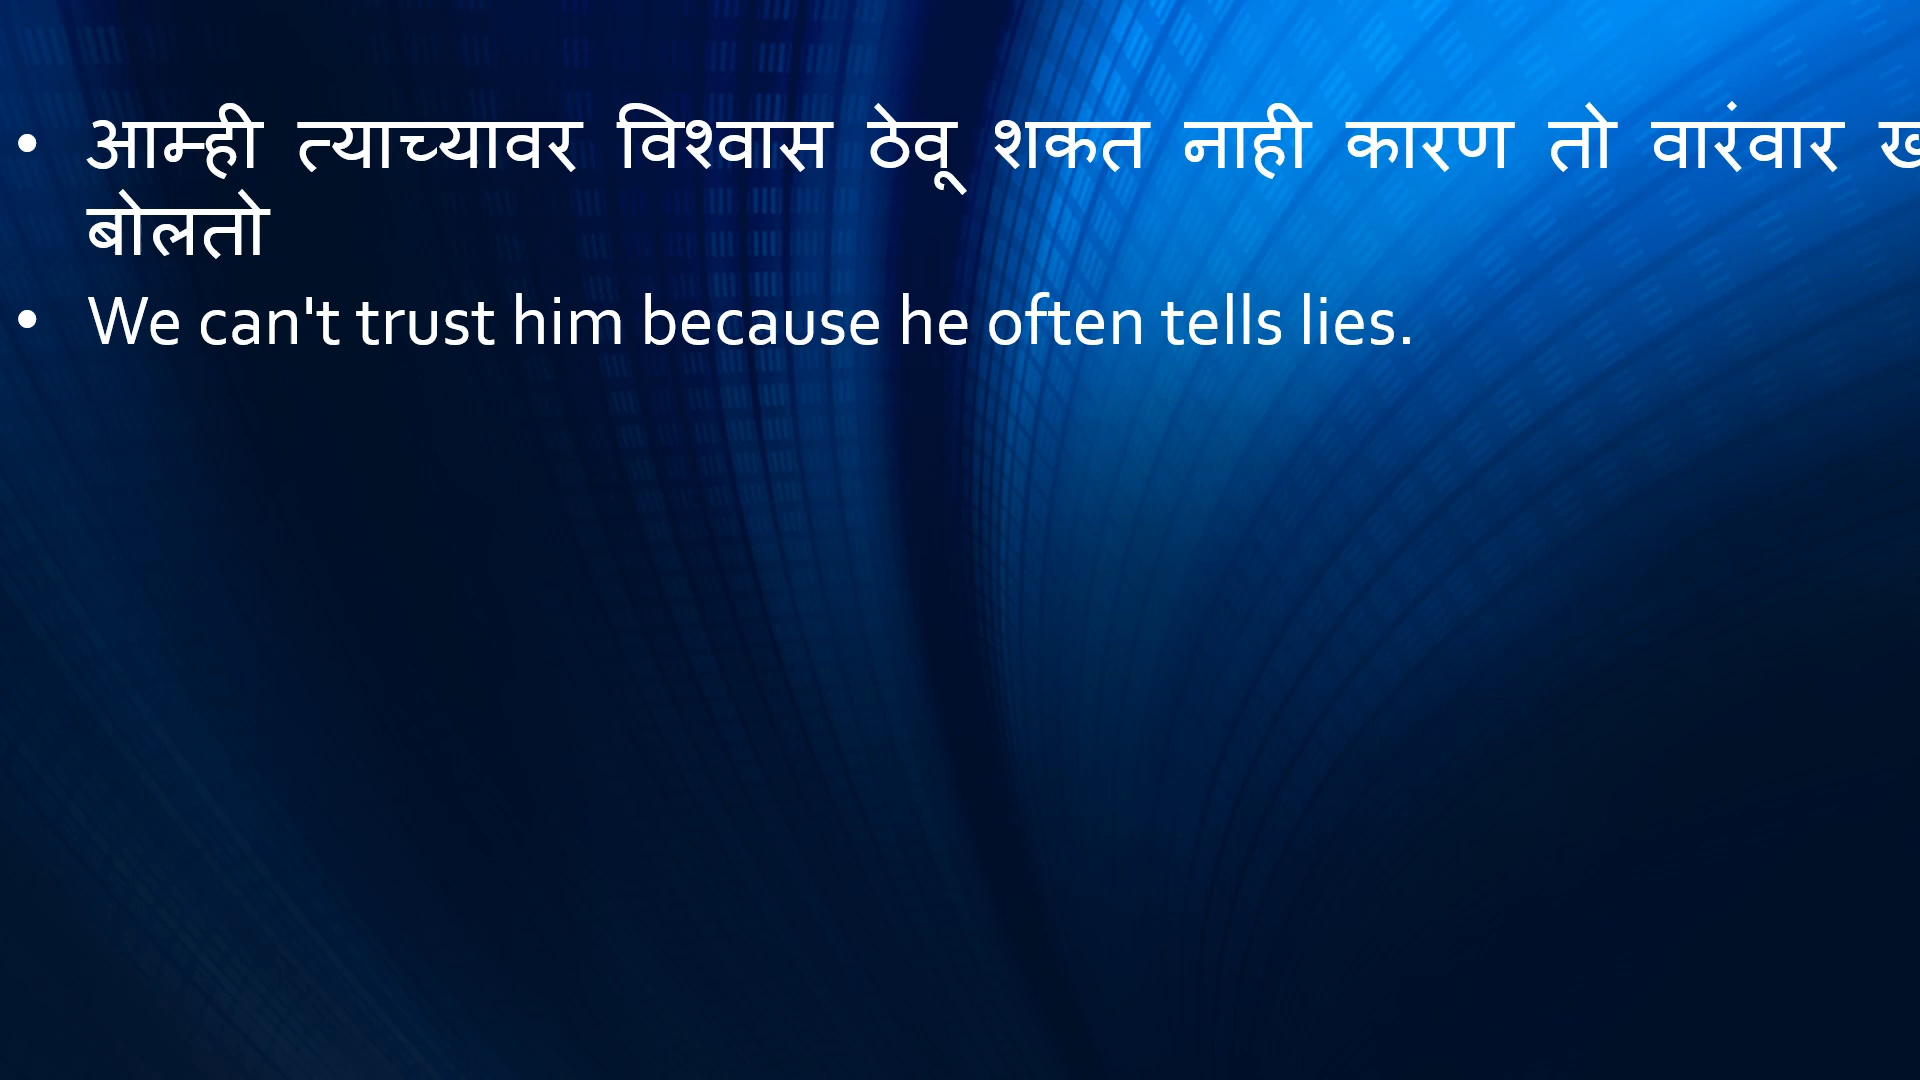 • आम्ही त्याच्यावर विश्वास ठेवू शकत नाही कारण तो वारंवार
बोलतो
• We can't trust him because he often tells lies.